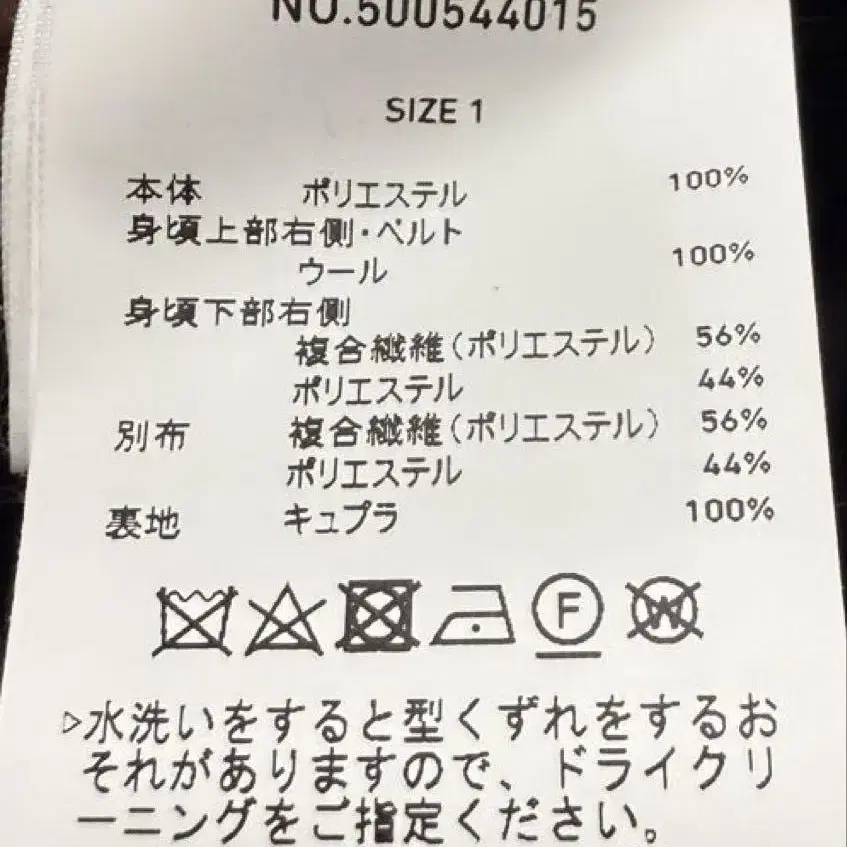 NO.500544015
SIZE 1
本体 ポリエステル 100%
身頃上部右側・ベルト
ウール 100%
身頃下部右側
複合繊維(ポリエステル) 56%
ポリエステル 44%
別布 複合繊維(ポリエステル) 56%
ポリエステル 44%
裏地 キュプラ 100%
F W
▷水洗いをすると型くずれをするお
それがありますので、ドライクリ
ーニングをご指定ください。